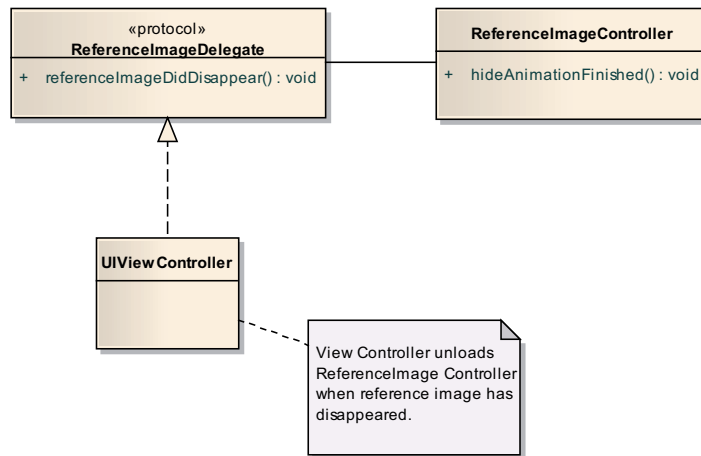 «protocol»
ReferenceImageDelegate
+ referenceImageDidDisappear() : void
ReferenceImageController
+ hideAnimationFinished() : void
UIViewController
View Controller unloads
ReferenceImage Controller
when reference image has
disappeared.